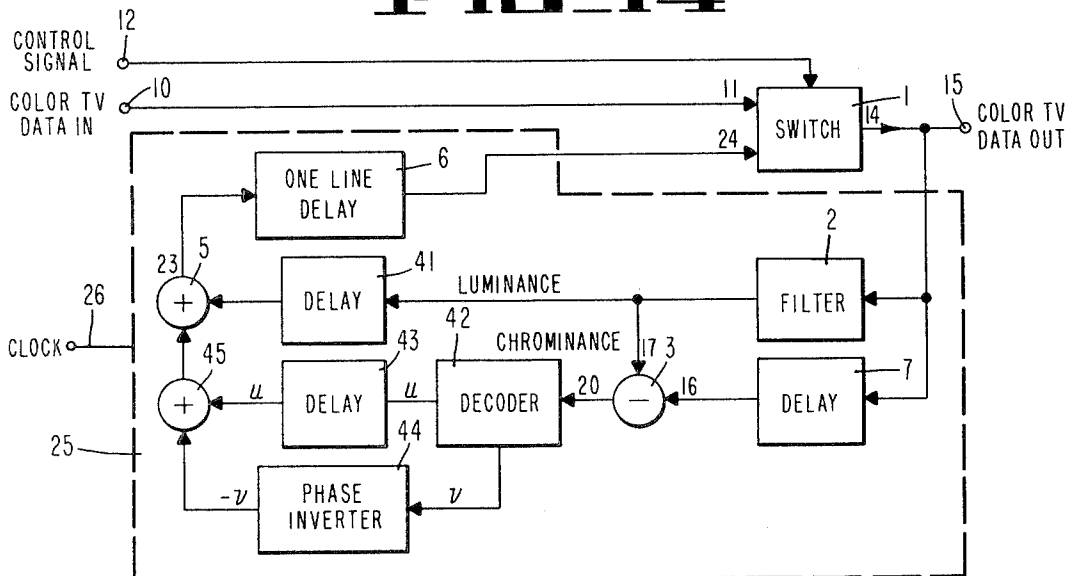 FIG_14
12
CONTROL
SIGNAL
10
COLOR TV
DATA IN
11
1
15
14
COLOR TV
DATA OUT
SWITCH
24
6
ONE LINE
DELAY
2
5
23
41
LUMINANCE
DELAY
FILTER
26
42
CLOCK
45
43
CHROMINANCE
17
3
7
20
16
u
DELAY
u
DECODER
DELAY
25
44
-v
PHASE
INVERTER
v